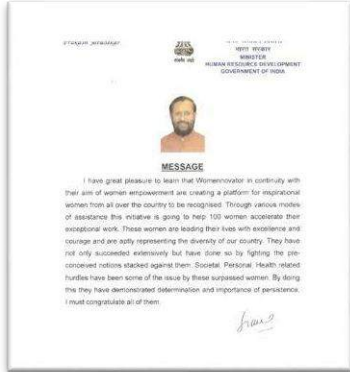 Prakash Javadekar
भारत सरकार
MINISTER
HUMAN RESOURCE DEVELOPMENT
GOVERNMENT OF INDIA
MESSAGE
I have great pleasure to learn that Womennovator in continuity with
their aim of women empowerment are creating a platform for inspirational
women from all over the country to be recognised. Through various modes
of assistance this initiative is going to help 100 women accelerate their
exceptional work. These women are leading their lives with excellence and
courage and are aptly representing the diversity of our country. They have
not only succeeded extensively but have done so by fighting the pre-
conceived notions stacked against them. Societal, Personal, Health related
hurdles have been some of the issue by these surpassed women. By doing
this they have demonstrated determination and importance of persistence.
I must congratulate all of them.